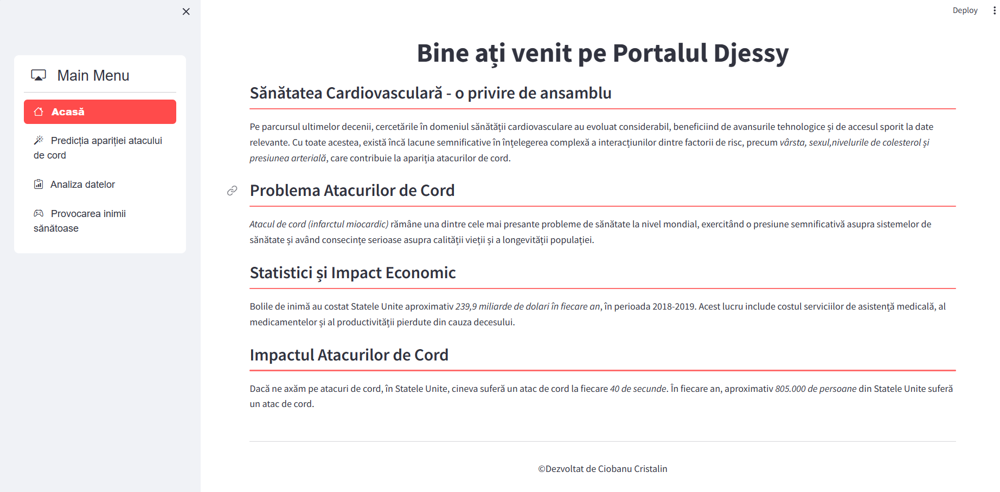 Deploy
Main Menu
Acasă
Predicția apariției atacului
de cord
Analiza datelor
Provocarea inimii
sănătoase
Bine ați venit pe Portalul Djessy
Sănătatea Cardiovasculară - o privire de ansamblu
Pe parcursul ultimelor decenii, cercetările în domeniul sănătății cardiovasculare au evoluat considerabil, beneficiind de avansurile tehnologice și de accesul sporit la date
relevante. Cu toate acestea, există încă lacune semnificative în înțelegerea complexă a interacțiunilor dintre factorii de risc, precum vârsta, sexul,nivelurile de colesterol și
presiunea arterială, care contribuie la apariția atacurilor de cord.
Problema Atacurilor de Cord
Atacul de cord (infarctul miocardic) rămâne una dintre cele mai presante probleme de sănătate la nivel mondial, exercitând o presiune semnificativă asupra sistemelor de
sănătate și având consecințe serioase asupra calității vieții și a longevității populației.
Statistici și Impact Economic
Bolile de inimă au costat Statele Unite aproximativ 239,9 miliarde de dolari în fiecare an, în perioada 2018-2019. Acest lucru include costul serviciilor de asistență medicală, al
medicamentelor și al productivității pierdute din cauza decesului.
Impactul Atacurilor de Cord
Dacă ne axăm pe atacuri de cord, în Statele Unite, cineva suferă un atac de cord la fiecare 40 de secunde. În fiecare an, aproximativ 805.000 de persoane din Statele Unite suferă
un atac de cord.
©Dezvoltat de Ciobanu Cristalin